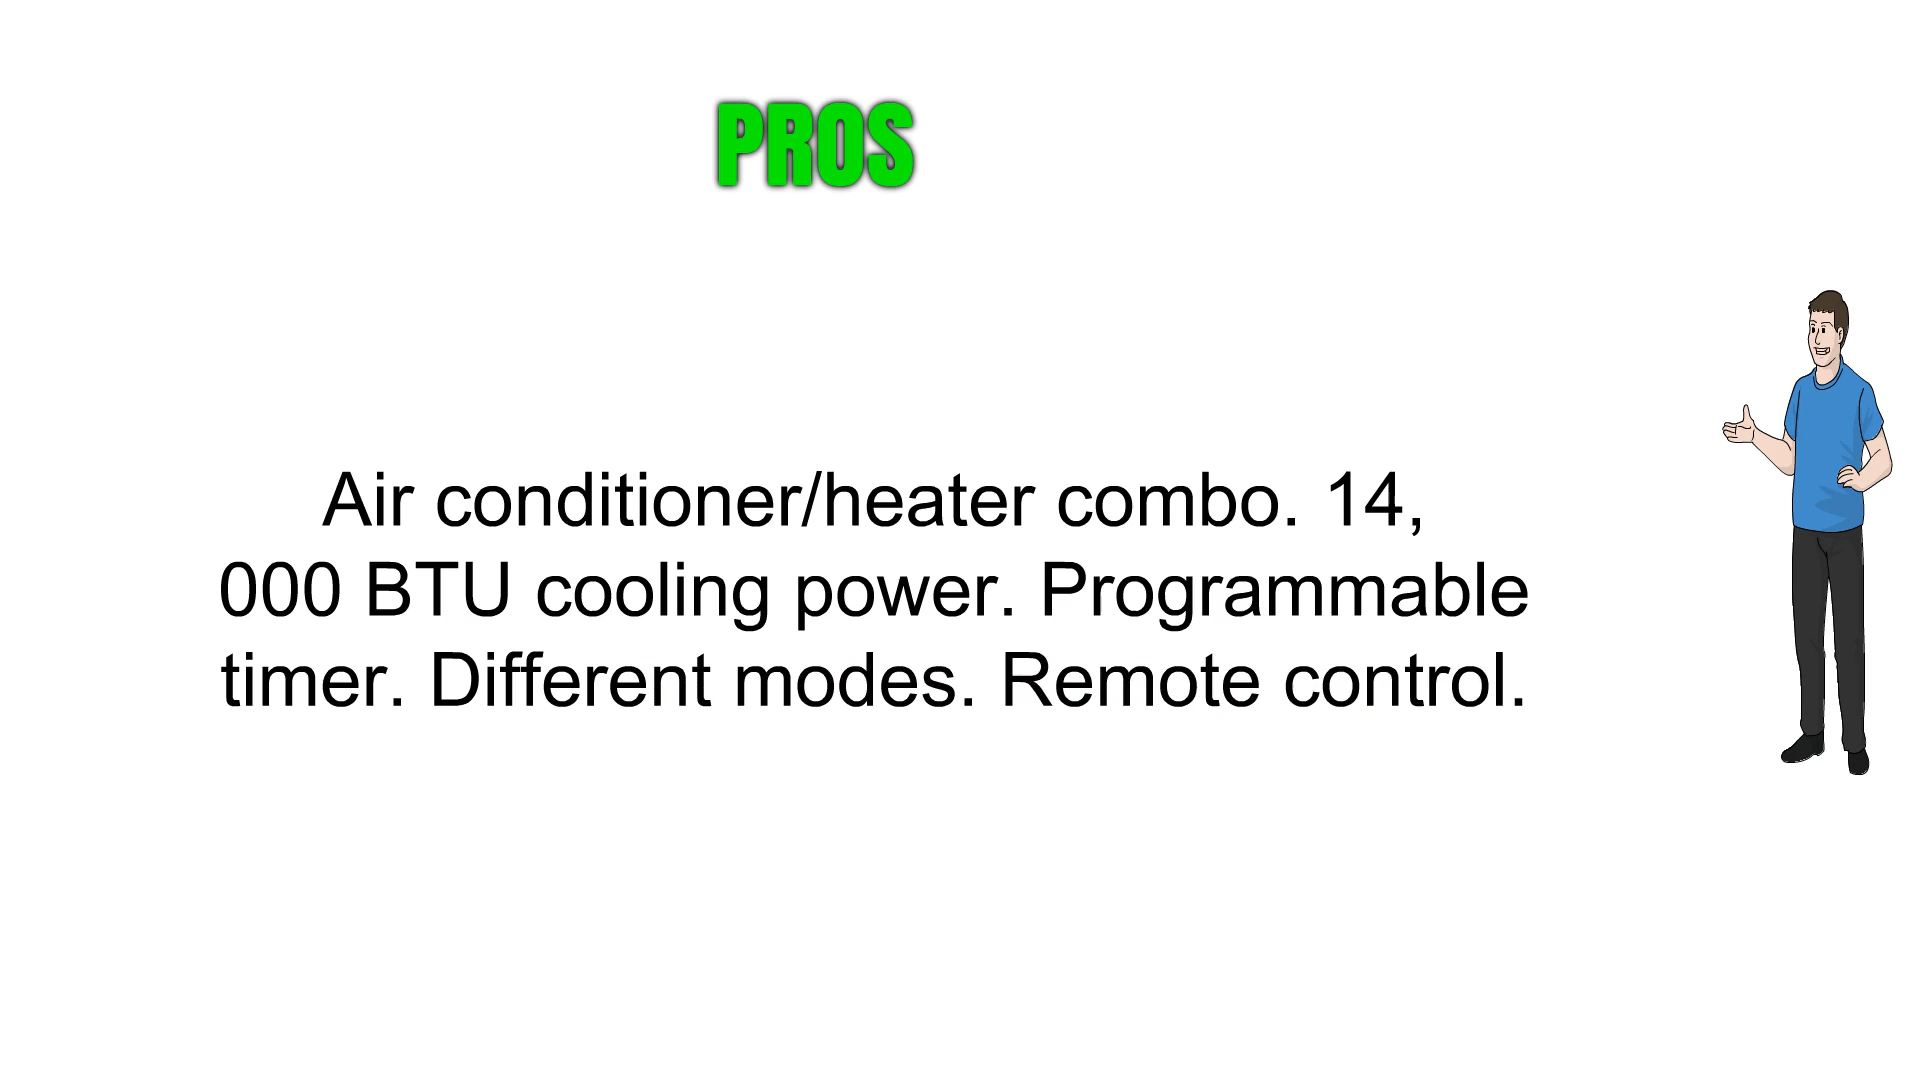 PROS
Air conditioner/heater combo. 14,
000 BTU cooling power. Programmable
timer. Different modes. Remote control.